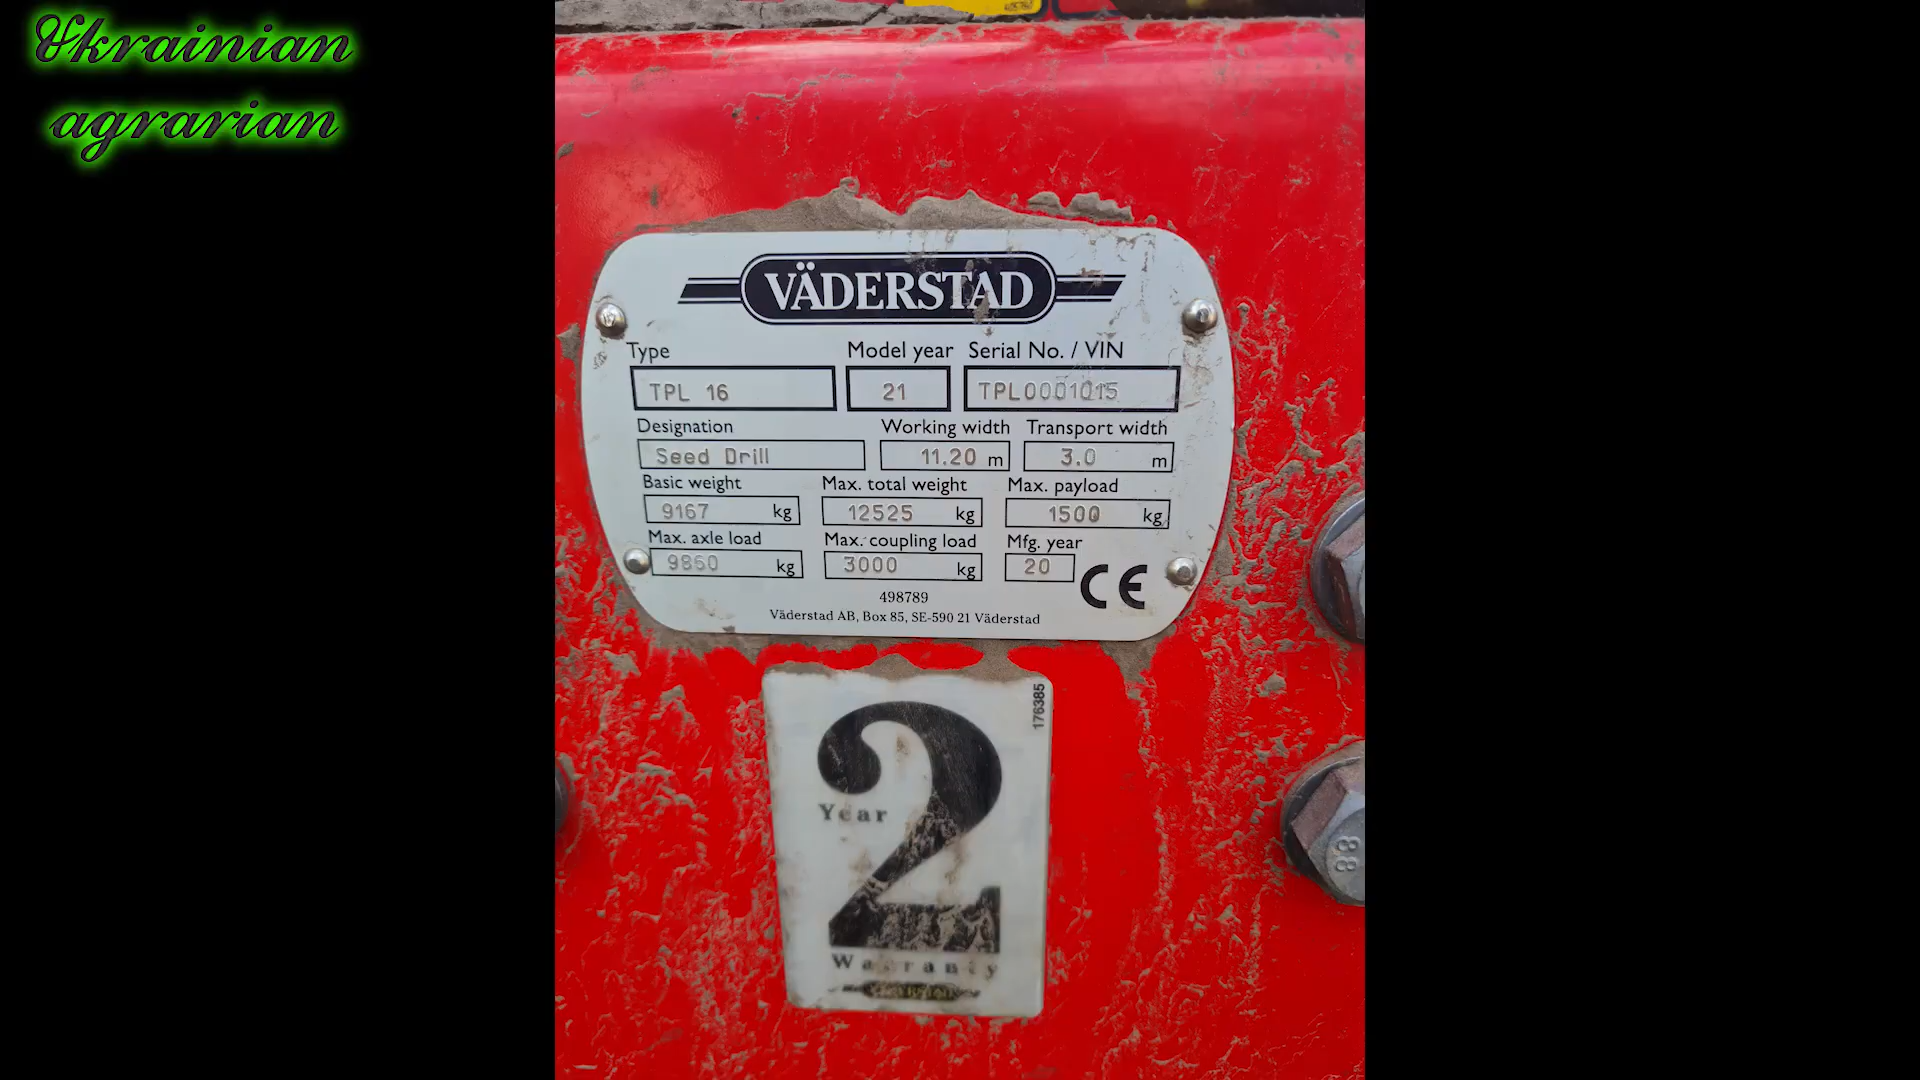 Ukrainian
agrarian
VÄDERSTAD
Type Model year Serial No. / VIN
TPL 16 21 TPL0001015
Designation Working width Transport width
Seed Drill 11.20 m 3.0 m
Basic weight Max. total weight Max. payload
9167 kg 12525 kg 1500 kg
Max. axle load Max. coupling load Mfg. year
9860 kg 3000 kg 20 CE
498789
Väderstad AB, Box 85, SE-590 21 Väderstad
176385
2
Year
Warranty
88